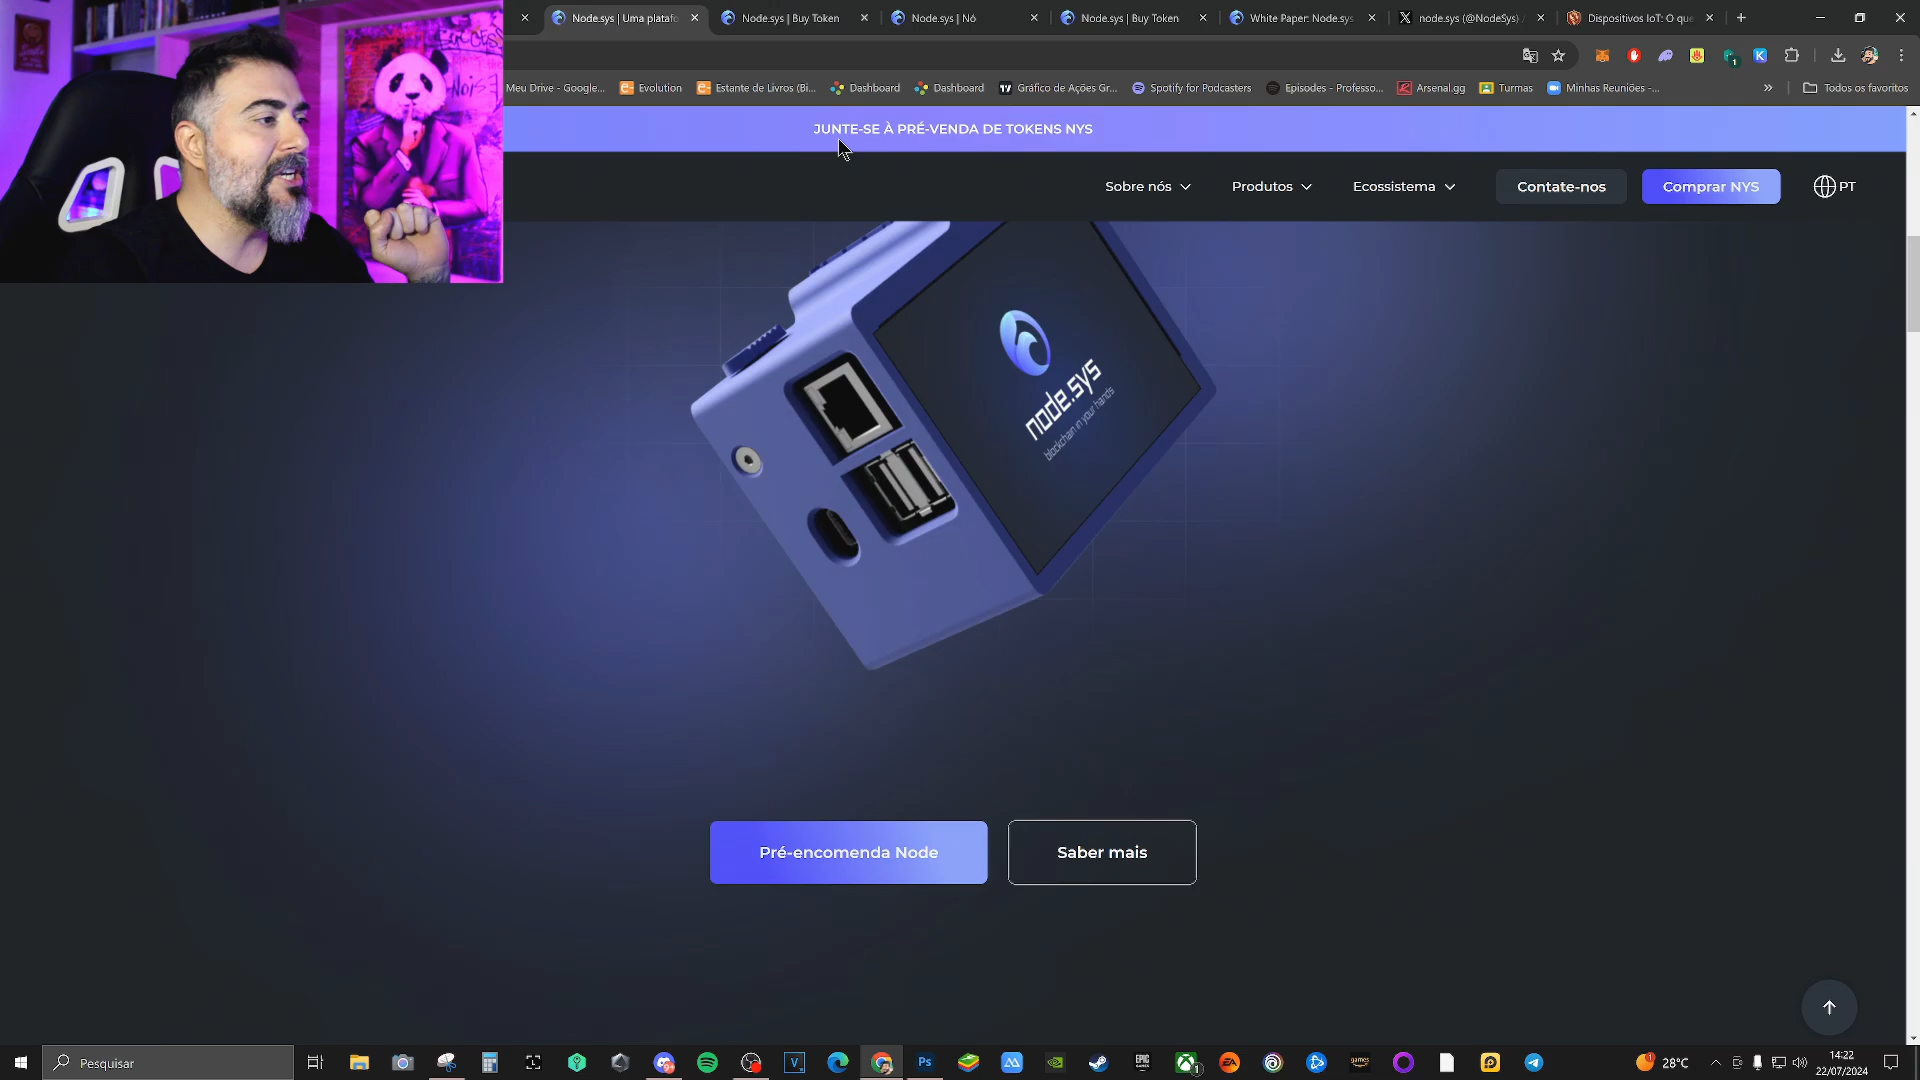 Node.sys | Uma platafo
Node.sys | Buy Token
Node.sys | Nó
Node.sys | Buy Token
White Paper: Node.sys
node.sys (@NodeSys) /
Dispositivos IoT: O que
Meu Drive - Google...
Evolution
Estante de Livros (Bi...
Dashboard
Dashboard
Gráfico de Ações Gr...
Spotify for Podcasters
Episodes - Professo...
Arsenal.gg
Turmas
Minhas Reuniões -...
Todos os favoritos
JUNTE-SE À PRÉ-VENDA DE TOKENS NYS
Sobre nós
Produtos
Ecossistema
Contate-nos
Comprar NYS
PT
node.sys
blockchain in your hands
Pré-encomenda Node
Saber mais
Pesquisar
28°C
14:22
22/07/2024